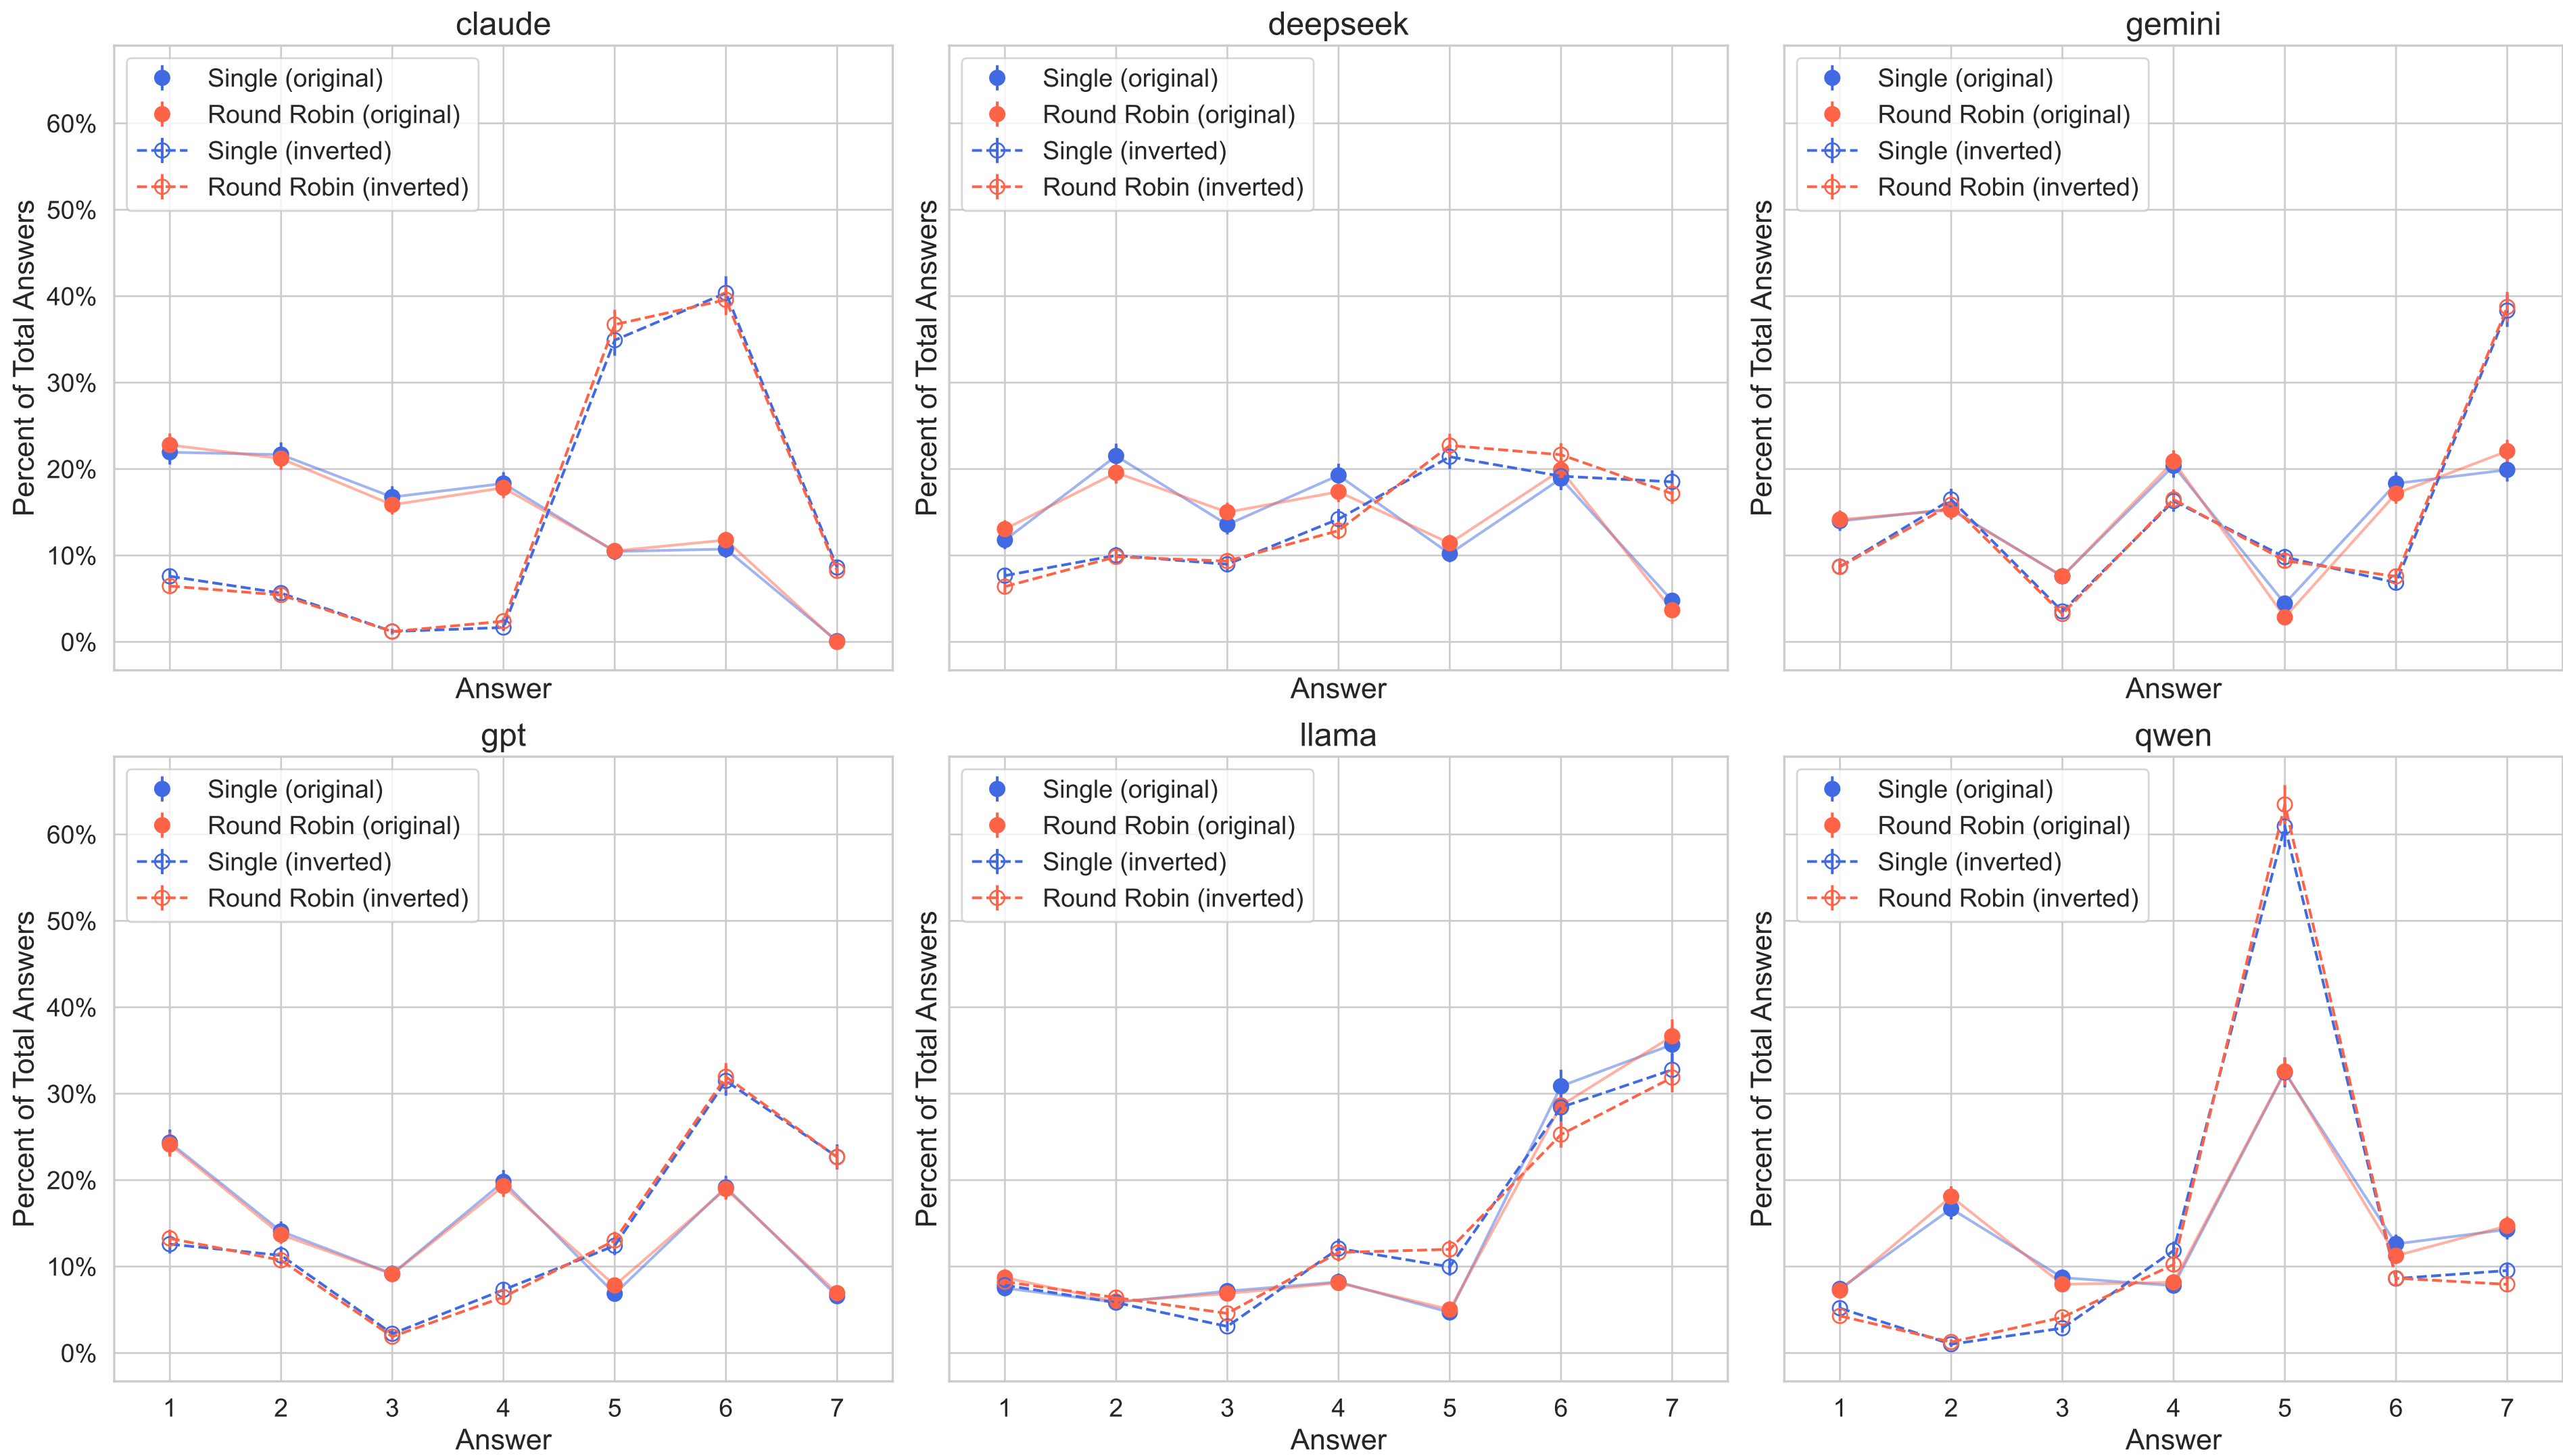 claude
deepseek
gemini
Single (original)
Round Robin (original)
Single (inverted)
Round Robin (inverted)
Single (original)
Round Robin (original)
Single (inverted)
Round Robin (inverted)
Single (original)
Round Robin (original)
Single (inverted)
Round Robin (inverted)
60%
50%
40%
30%
20%
10%
0%
Percent of Total Answers
Percent of Total Answers
Percent of Total Answers
Answer
Answer
Answer
gpt
llama
qwen
Single (original)
Round Robin (original)
Single (inverted)
Round Robin (inverted)
Single (original)
Round Robin (original)
Single (inverted)
Round Robin (inverted)
Single (original)
Round Robin (original)
Single (inverted)
Round Robin (inverted)
60%
50%
40%
30%
20%
10%
0%
Percent of Total Answers
Percent of Total Answers
Percent of Total Answers
1 2 3 4 5 6 7
1 2 3 4 5 6 7
1 2 3 4 5 6 7
Answer
Answer
Answer